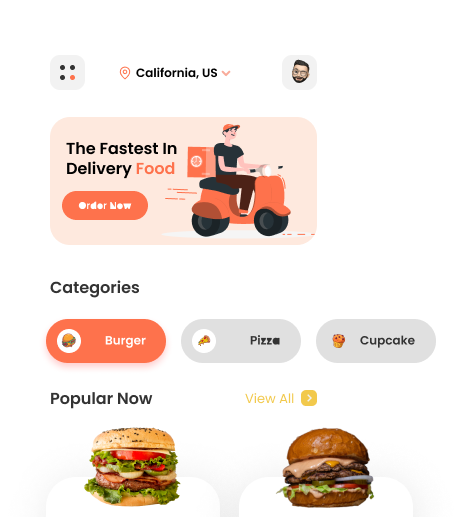 California, US
The Fastest In
Delivery Food
Order Now
Categories
Burger
Pizza
Cupcake
Popular Now
View All